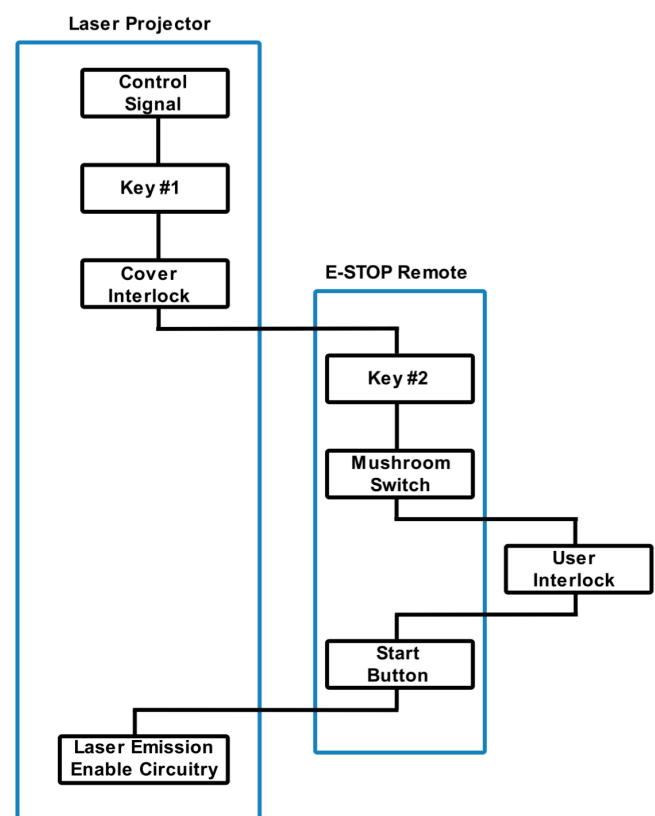 Laser Projector
Control
Signal
Key #1
Cover
Interlock
E-STOP Remote
Key #2
Mushroom
Switch
User
Interlock
Start
Button
Laser Emission
Enable Circuitry